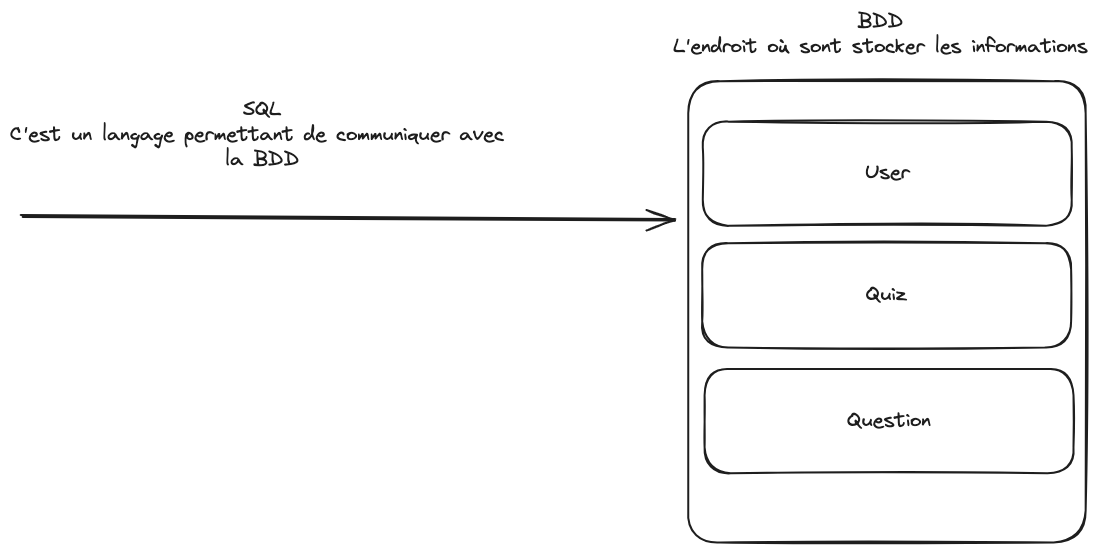 BDD
L'endroit où sont stocker les informations
SQL
C'est un langage permettant de communiquer avec
la BDD
User
Quiz
Question